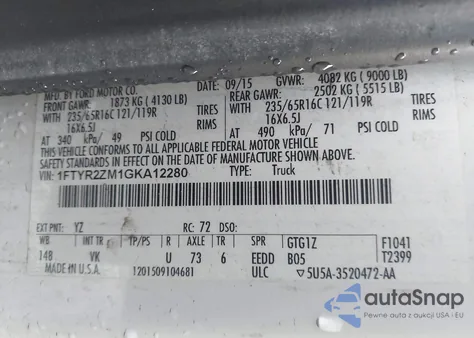 MFD. BY FORD MOTOR CO.
DATE: 09/15 GVWR: 4082 KG ( 9000 LB)
FRONT GAWR: 1873 KG ( 4130 LB) REAR GAWR: 2502 KG ( 5515 LB)
WITH 235/65R16C 121/119R TIRES WITH 235/65R16C 121/119R TIRES
16X6.5J RIMS 16X6.5J RIMS
AT 340 kPa/ 49 PSI COLD AT 490 kPa/ 71 PSI COLD
THIS VEHICLE CONFORMS TO ALL APPLICABLE FEDERAL MOTOR VEHICLE
SAFETY STANDARDS IN EFFECT ON THE DATE OF MANUFACTURE SHOWN ABOVE.
VIN: 1FTYR2ZM1GKA12280 TYPE: Truck
EXT PNT: YZ RC: 72 DSO:
WB INT TR TP/PS R AXLE TR SPR GTG1Z F1041
148 VK U 73 6 EEDD B05 T2399
MADE IN U.S.A. 1201509104681 ULC ▽5U5A-3520472-AA
autoSnap
Pojazdy z aukcji USA i EU